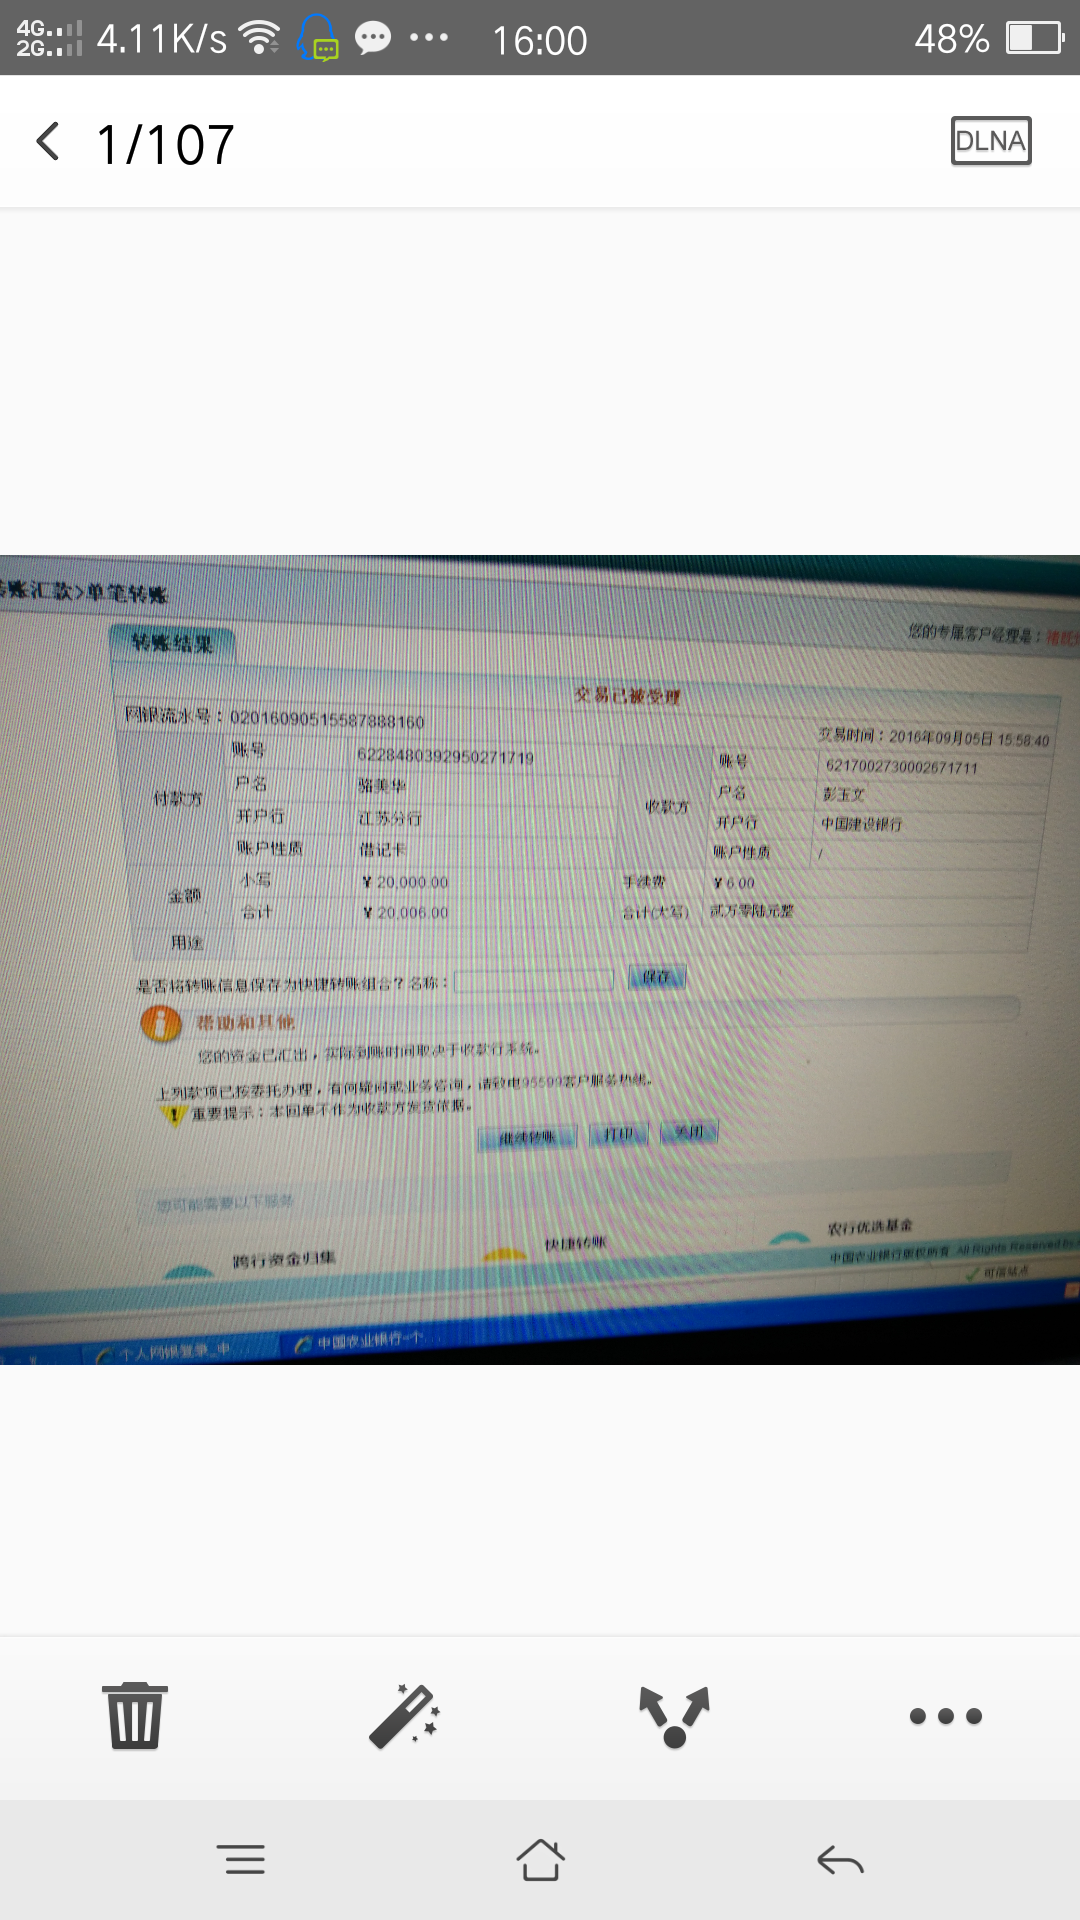 4G 2G 4.11K/s 16:00 48%
1/107 DLNA
转账汇款>单笔转账
您的专属客户经理是：
转账结果
交易已被受理
网银流水号：02016090515587888160
交易时间：2016年09月05日 15:58:40
付款方
账号 6228480392950271719
户名 骆美华
开户行 江苏分行
账户性质 借记卡
收款方
账号 6217002730002671711
户名 彭玉文
开户行 中国建设银行
账户性质 /
金额
小写 ¥ 20,000.00 手续费 ¥ 6.00
合计 ¥ 20,006.00 合计(大写) 贰万零陆元整
用途
是否将转账信息保存为快捷转账组合？名称： 保存
帮助和其他
您的资金已汇出，实际到账时间取决于收款行系统。
上列款项已按委托办理，有何疑问或业务咨询，请致电95599客户服务热线。
重要提示：本回单不作为收款方发货依据。
继续转账 打印 关闭
您可能需要以下服务
跨行资金归集 快捷转账 农行优选基金
中国农业银行版权所有 All Rights Reserved
可信站点
个人网银登录_中 中国农业银行-个...